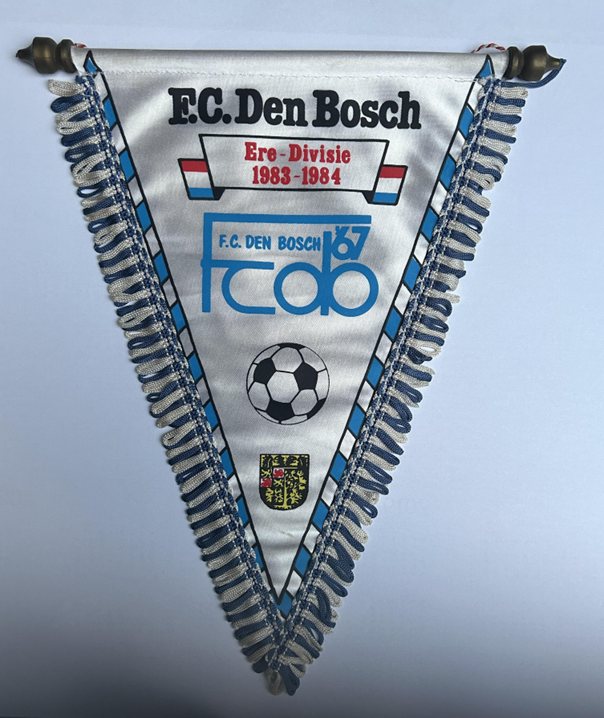 F.C. Den Bosch
Ere-Divisie
1983-1984
F.C. DEN BOSCH '67
Fcdb